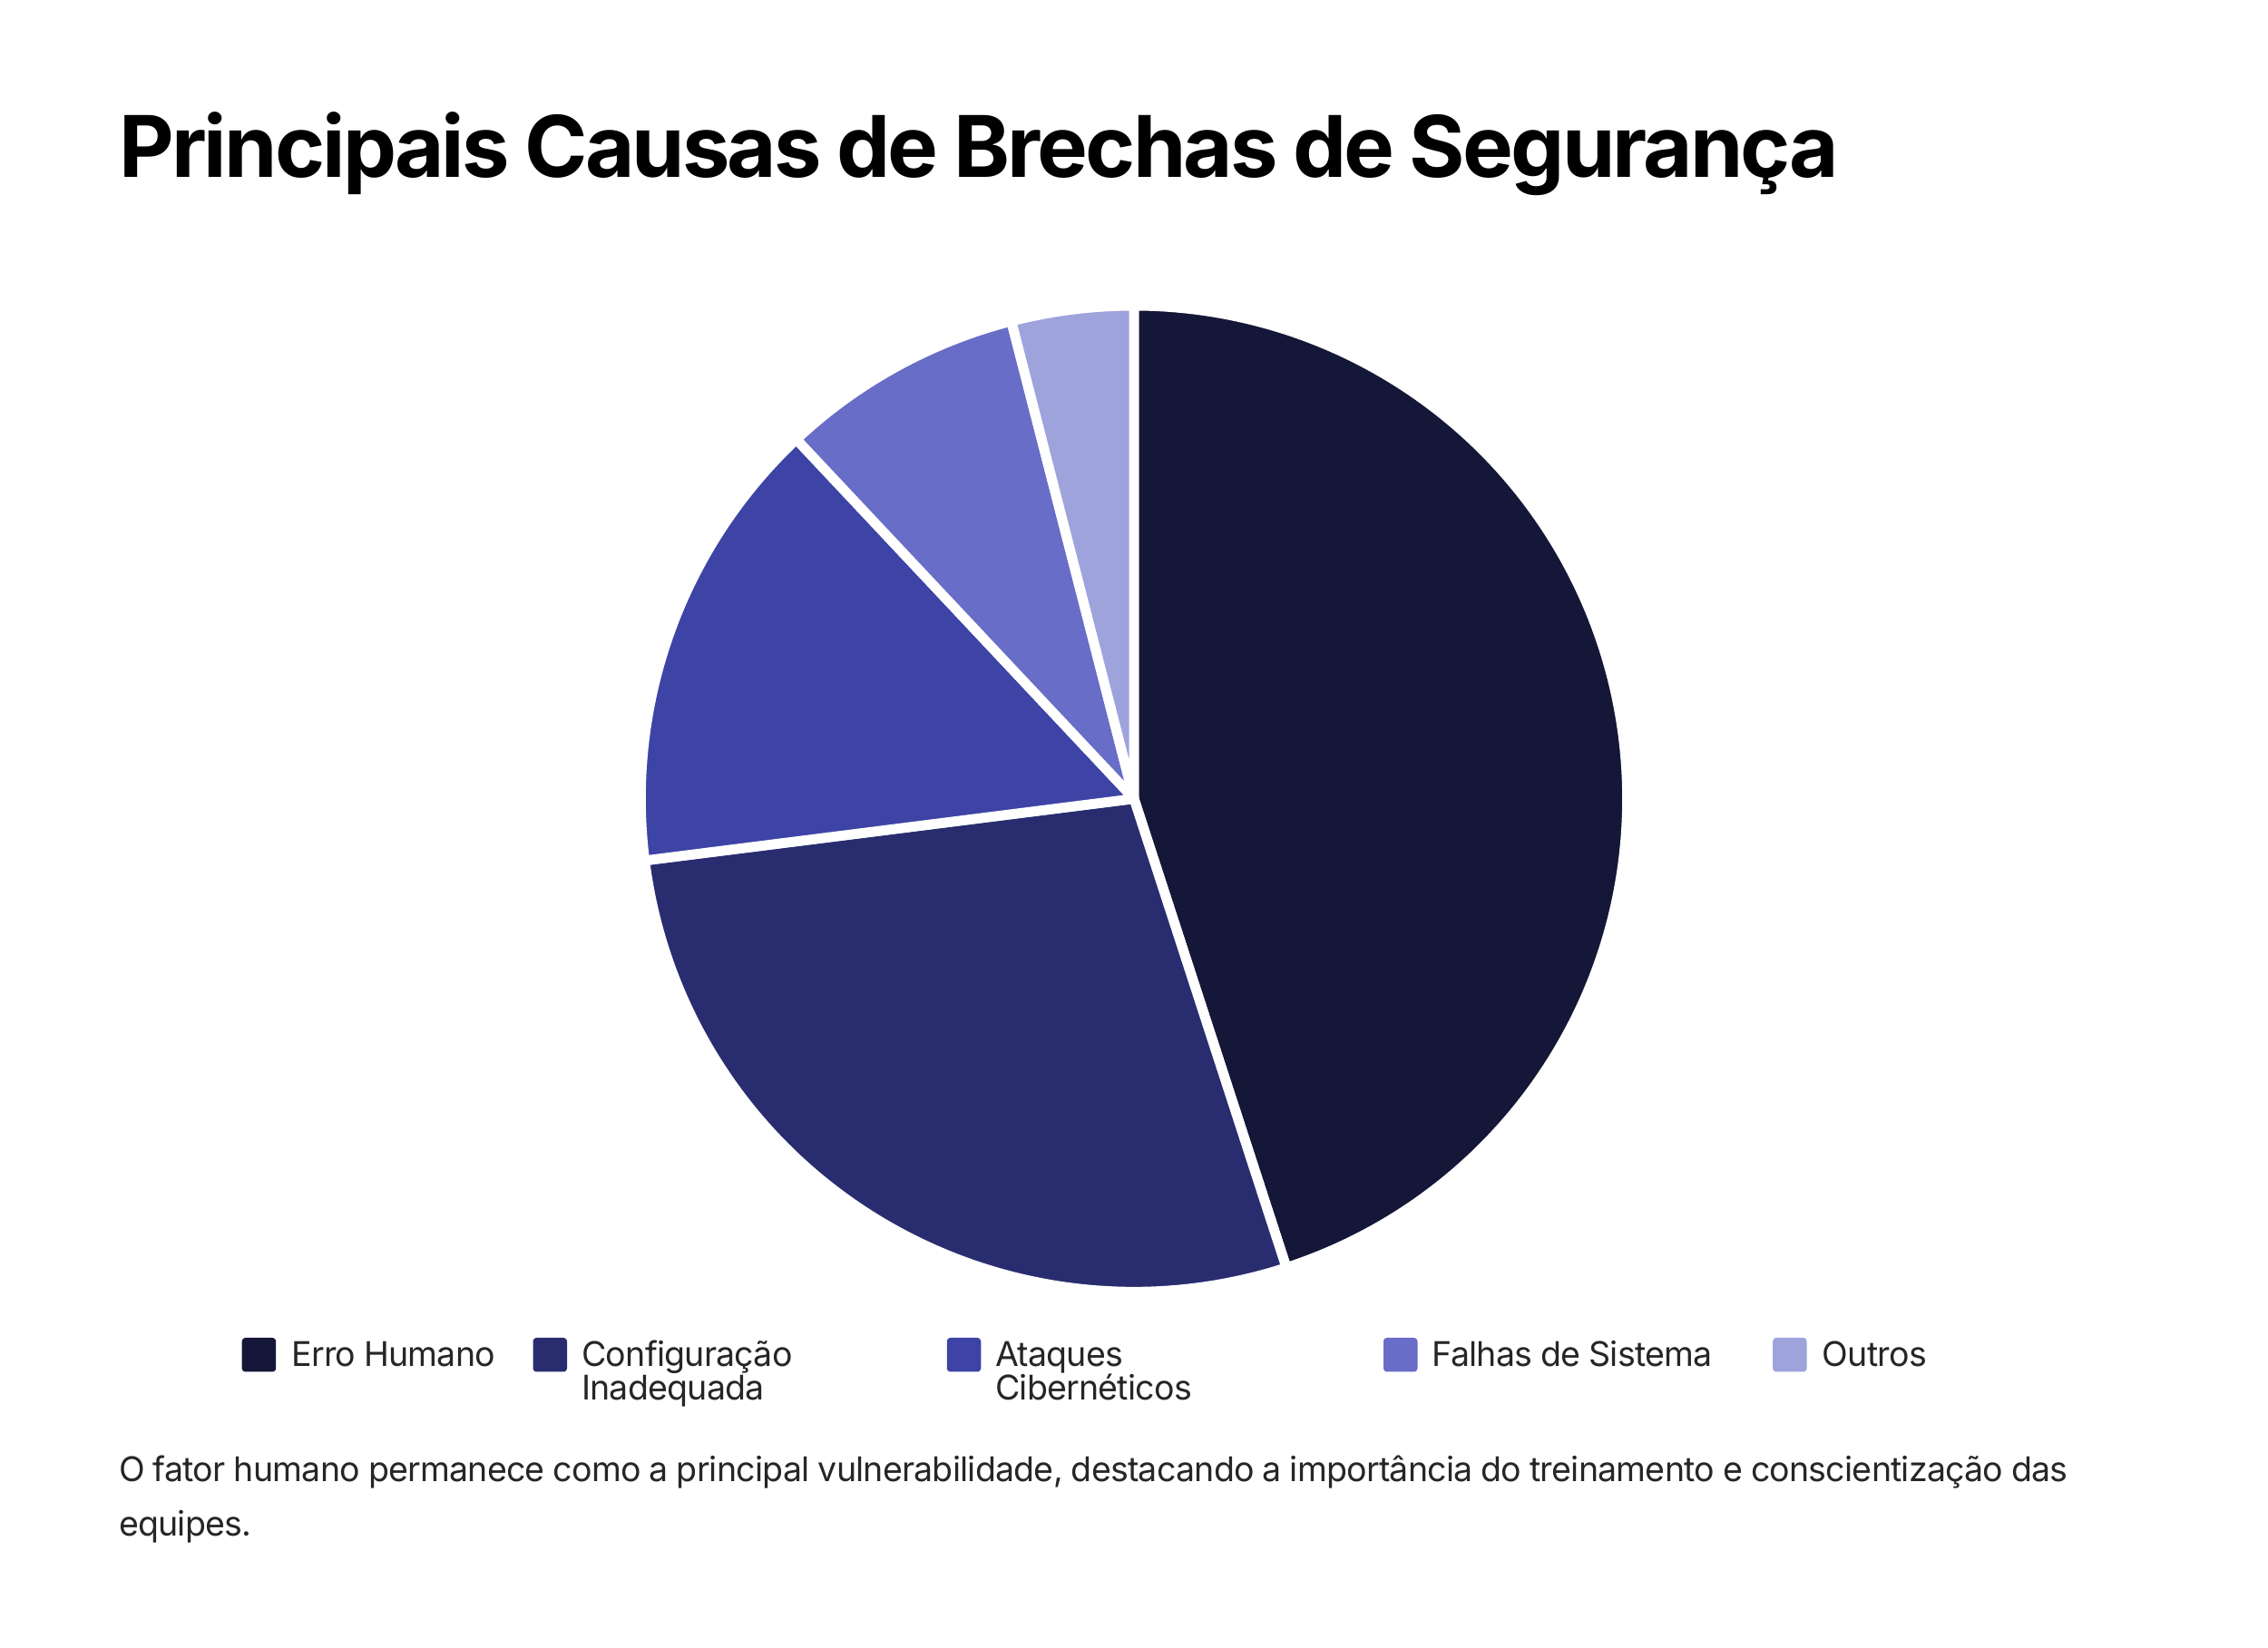 Principais Causas de Brechas de Segurança
Erro Humano
Configuração
Inadequada
Ataques
Cibernéticos
Falhas de Sistema
Outros
O fator humano permanece como a principal vulnerabilidade, destacando a importância do treinamento e conscientização das
equipes.